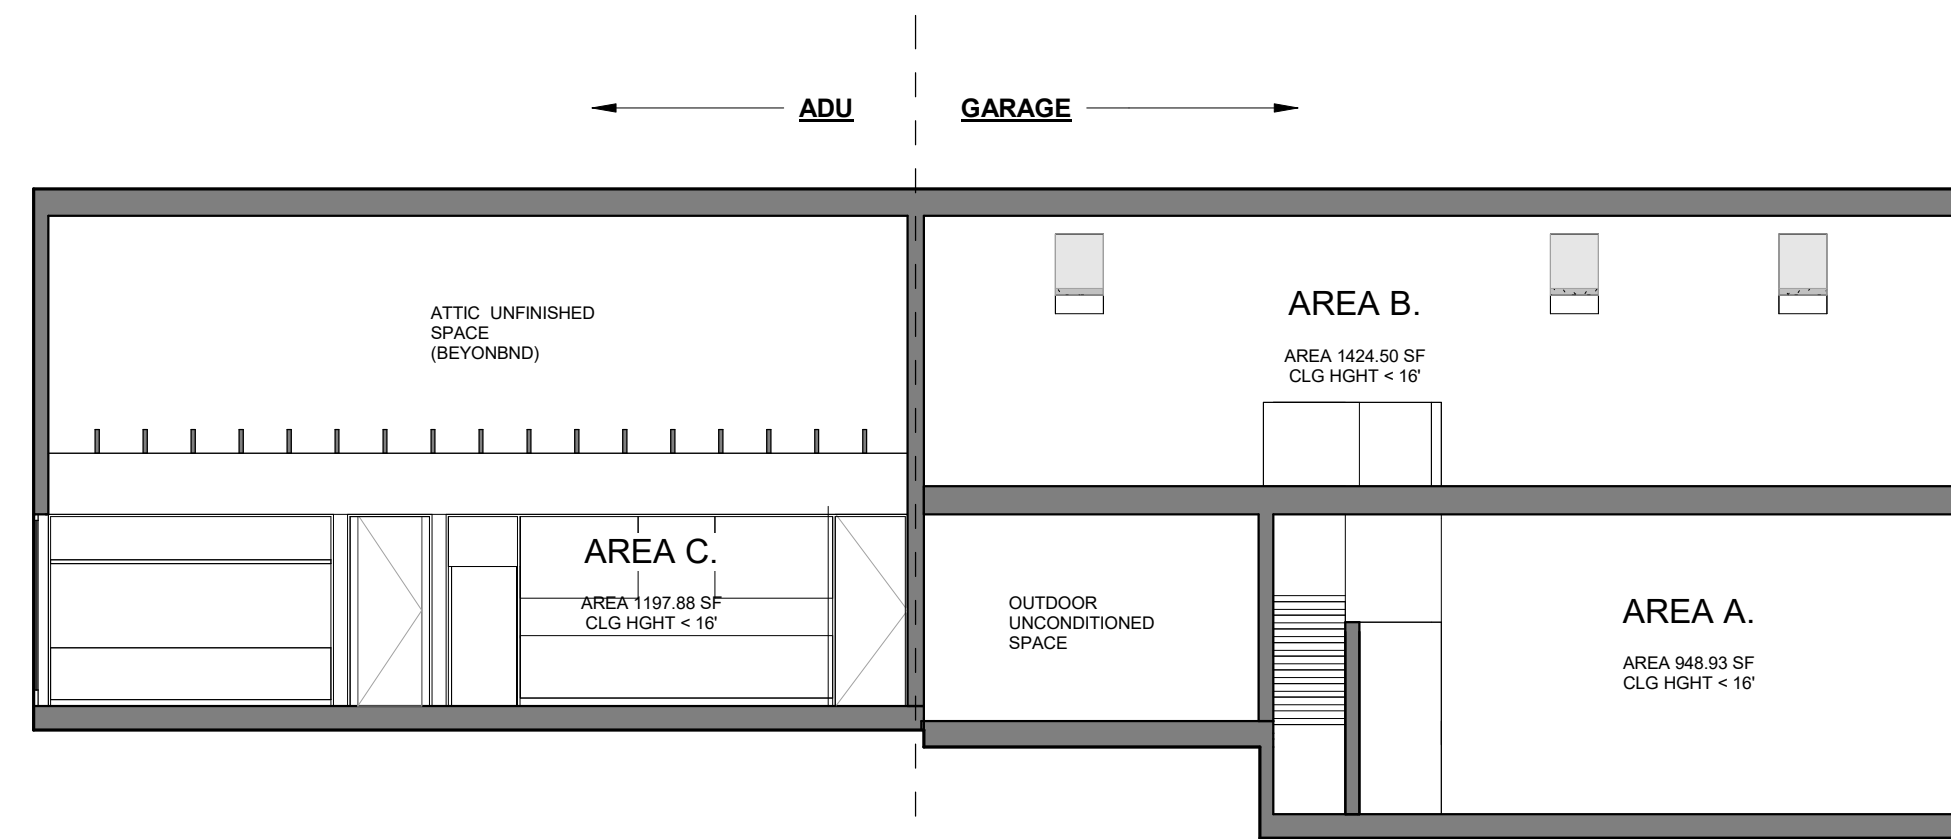 ADU
GARAGE
ATTIC UNFINISHED
SPACE
(BEYONBND)
AREA B.
AREA 1424.50 SF
CLG HGHT < 16'
AREA C.
AREA 1197.88 SF
CLG HGHT < 16'
OUTDOOR
UNCONDITIONED
SPACE
AREA A.
AREA 948.93 SF
CLG HGHT < 16'